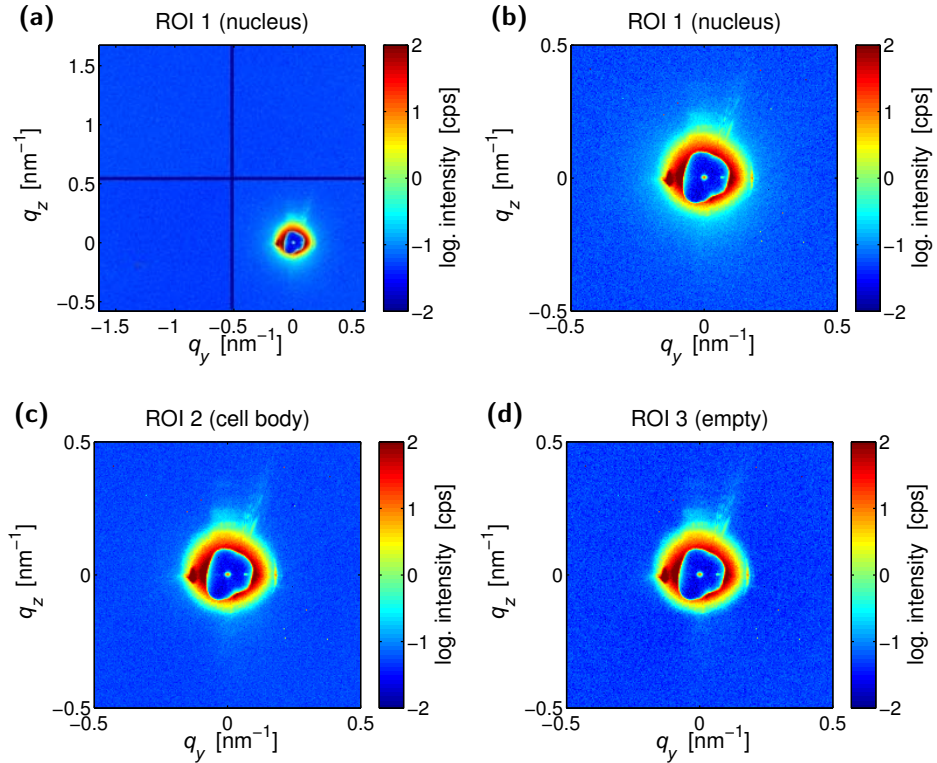 (a)
ROI 1 (nucleus)
1.5
1
0.5
0
−0.5
−1.5
−1
−0.5
0
0.5
q_y [nm⁻¹]
q_z [nm⁻¹]
2
1
0
−1
−2
log. intensity [cps]
(b)
ROI 1 (nucleus)
0.5
0
−0.5
−0.5
0
0.5
q_y [nm⁻¹]
q_z [nm⁻¹]
2
1
0
−1
−2
log. intensity [cps]
(c)
ROI 2 (cell body)
0.5
0
−0.5
−0.5
0
0.5
q_y [nm⁻¹]
q_z [nm⁻¹]
2
1
0
−1
−2
log. intensity [cps]
(d)
ROI 3 (empty)
0.5
0
−0.5
−0.5
0
0.5
q_y [nm⁻¹]
q_z [nm⁻¹]
2
1
0
−1
−2
log. intensity [cps]